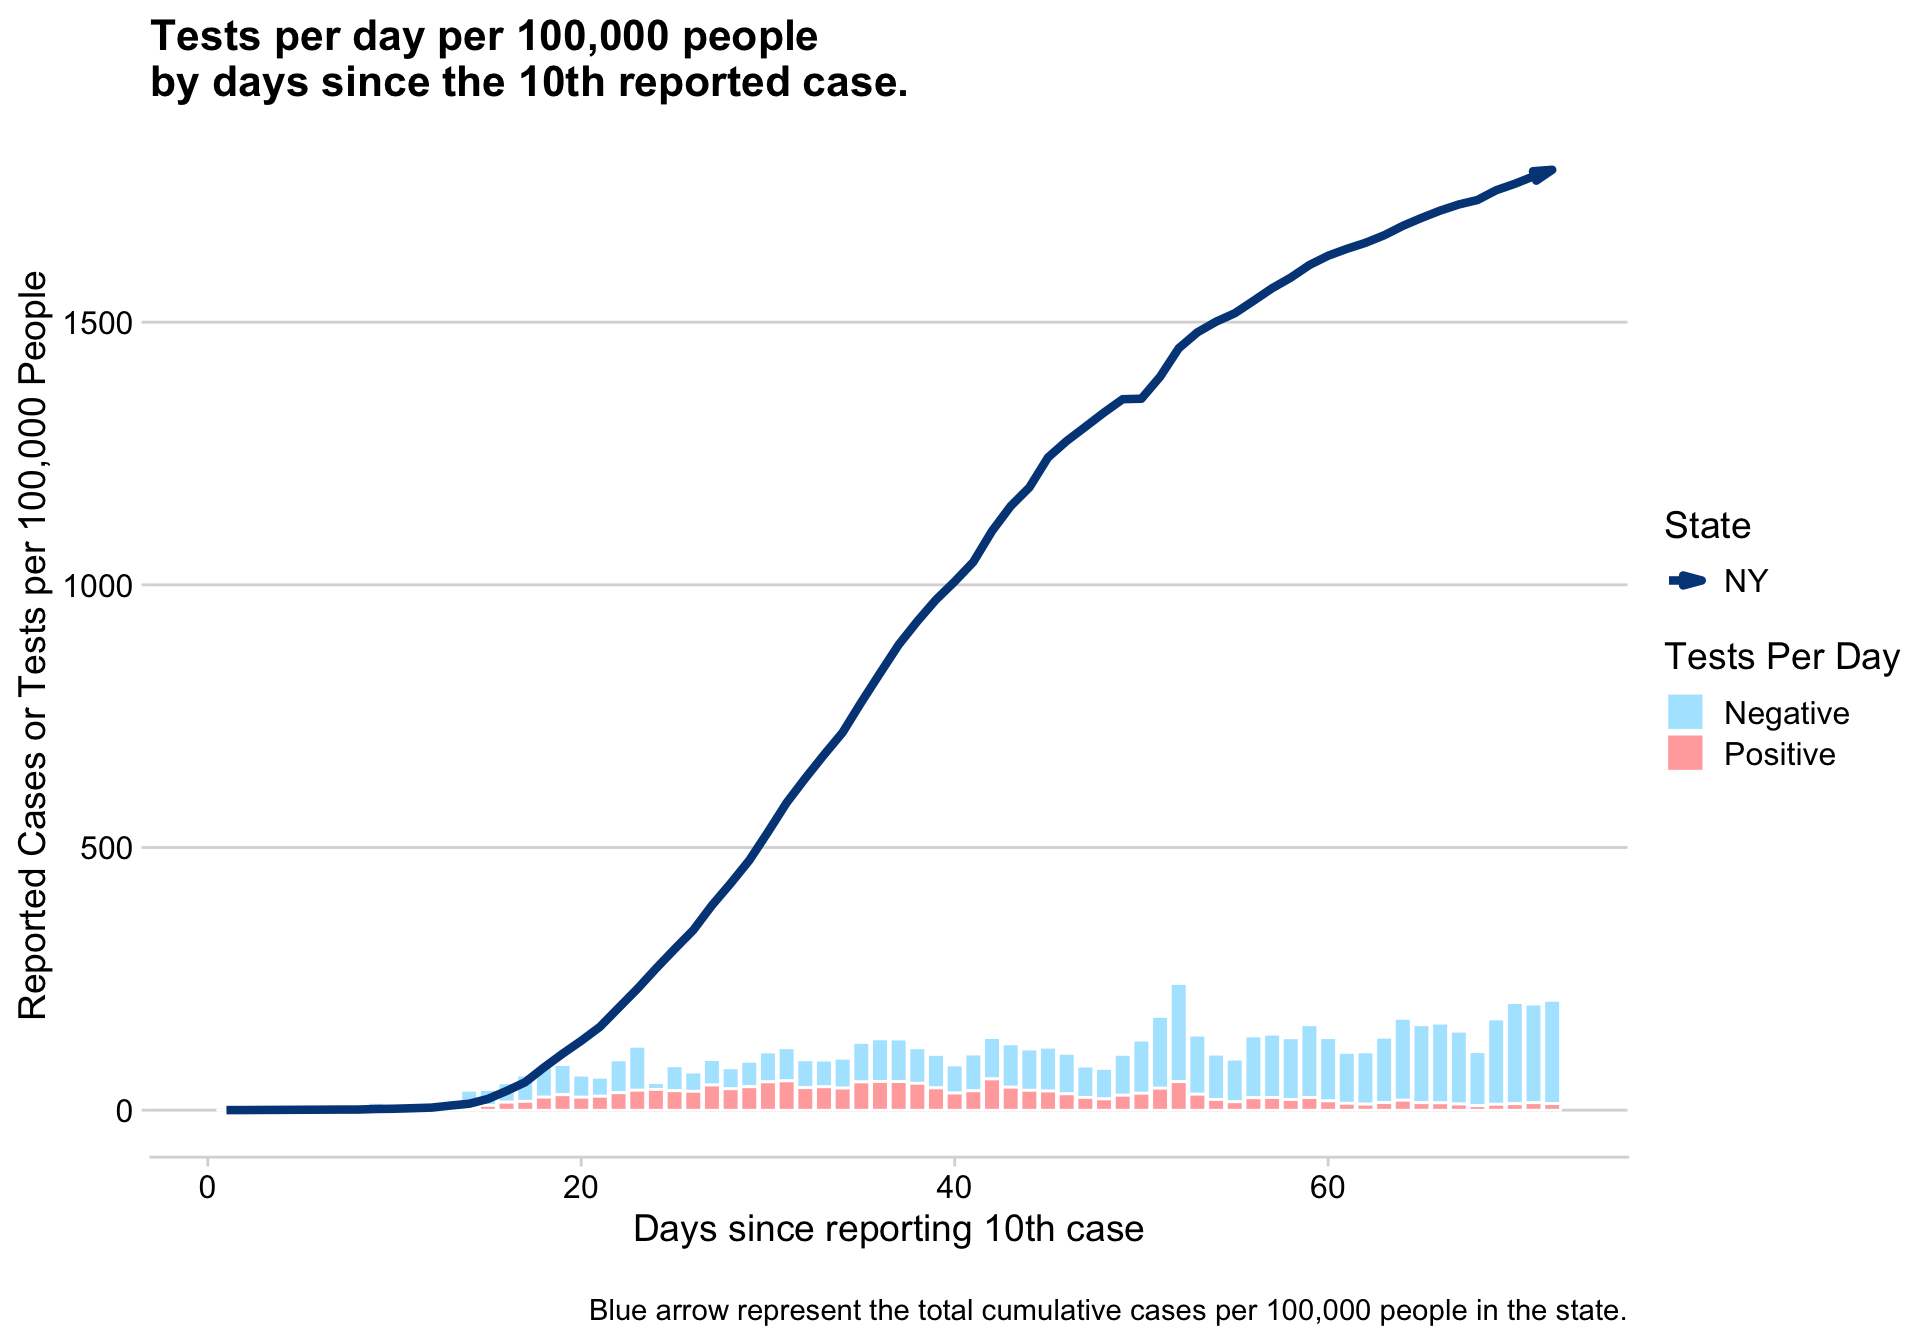 Tests per day per 100,000 people
by days since the 10th reported case.
Reported Cases or Tests per 100,000 People
1500
1000
500
0
0
20
40
60
Days since reporting 10th case
State
NY
Tests Per Day
Negative
Positive
Blue arrow represent the total cumulative cases per 100,000 people in the state.